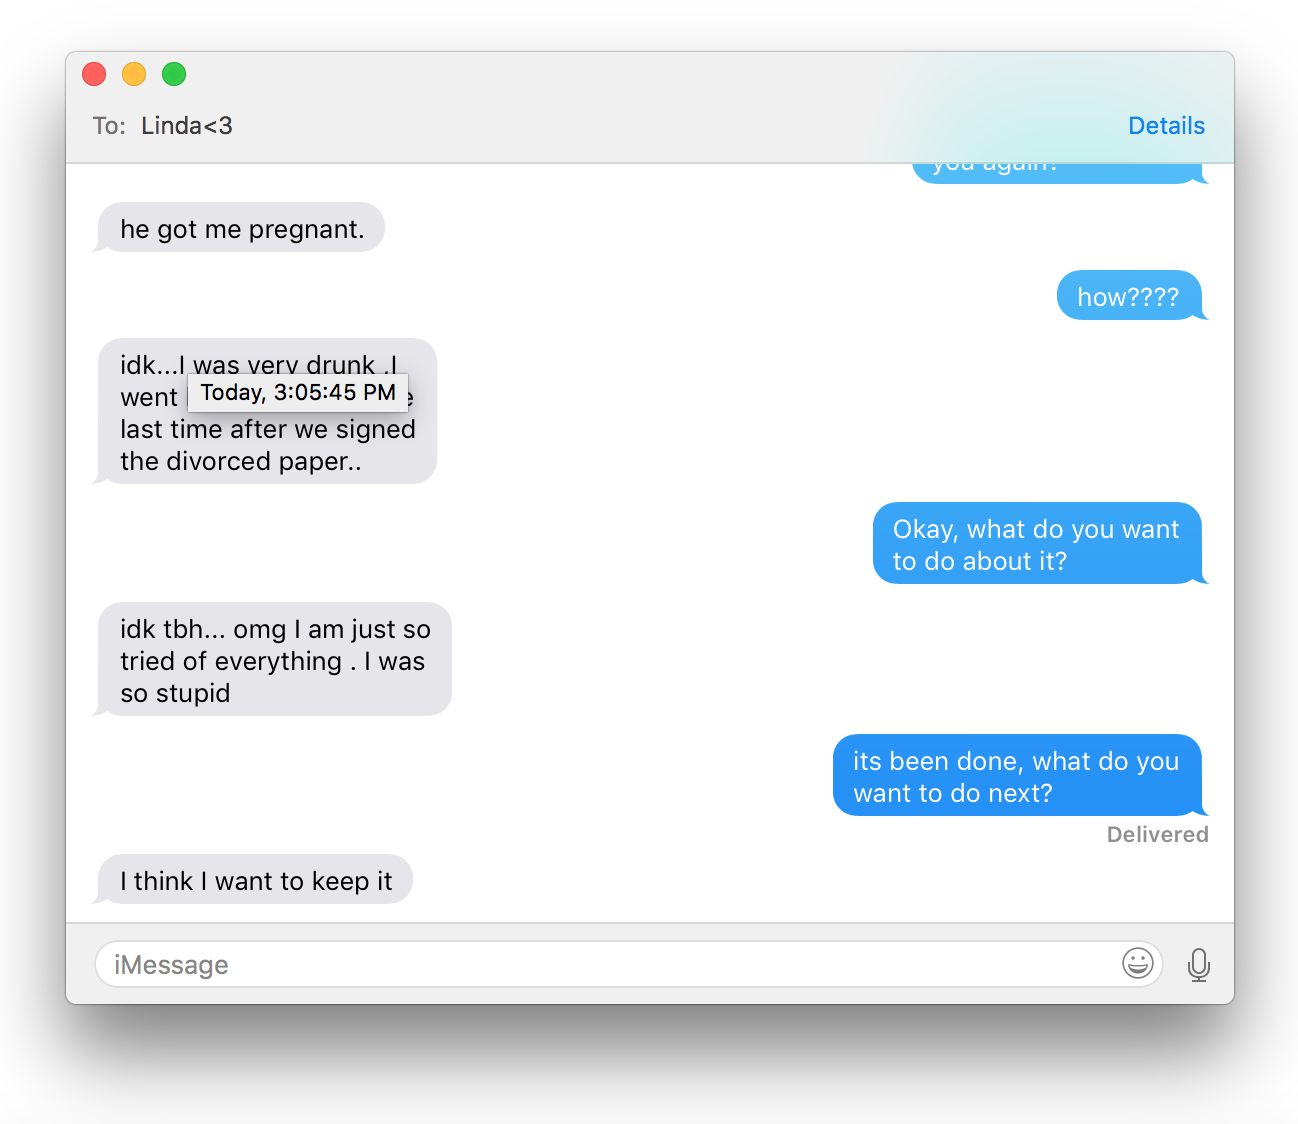 To: Linda<3
Details
you again?
he got me pregnant.
how????
idk...I was very drunk ,I
went
Today, 3:05:45 PM
last time after we signed
the divorced paper..
Okay, what do you want
to do about it?
idk tbh... omg I am just so
tried of everything . I was
so stupid
its been done, what do you
want to do next?
Delivered
I think I want to keep it
iMessage